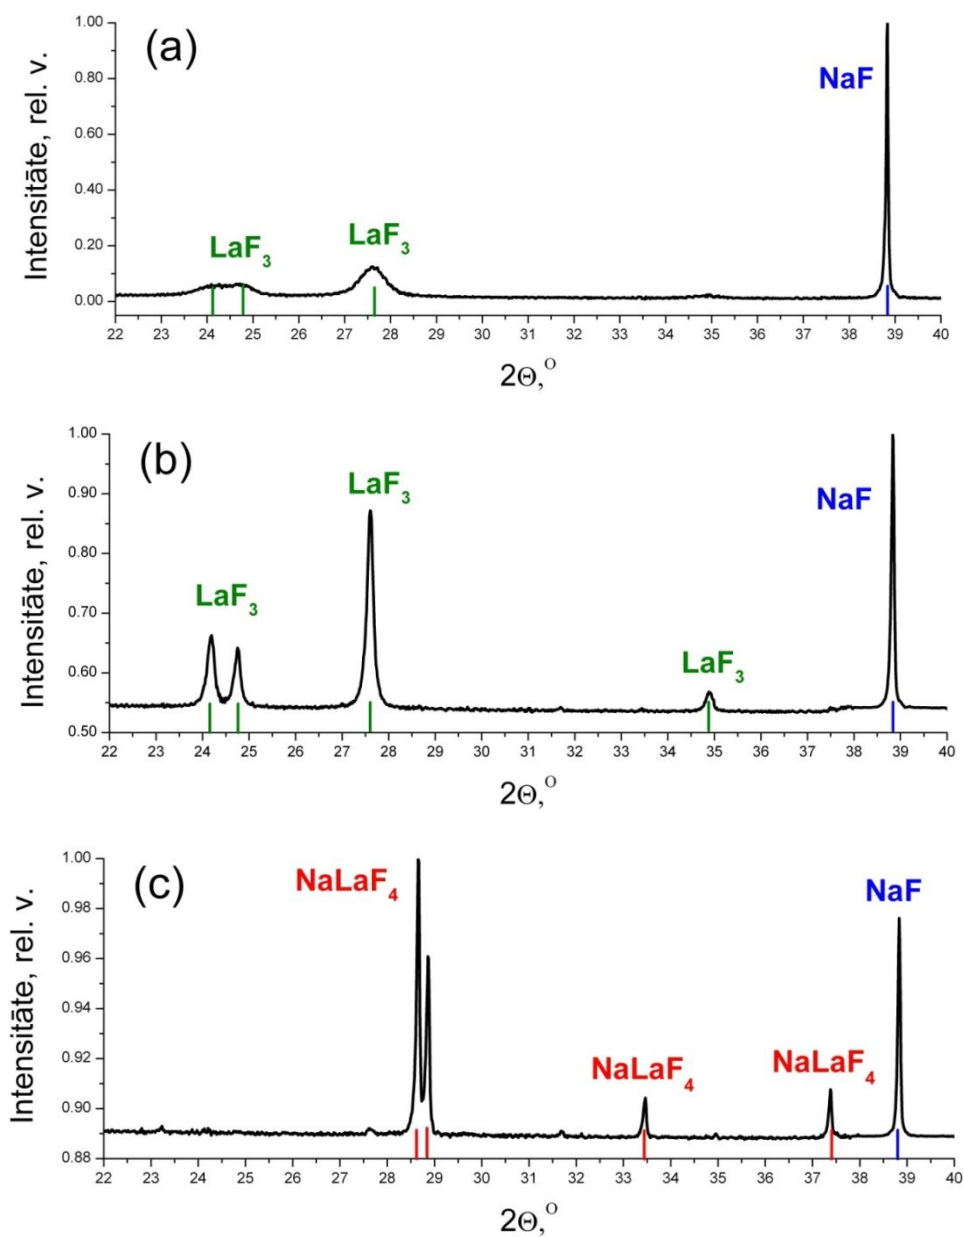 (a)
Intensitāte, rel. v.
1.00
0.80
0.60
0.40
0.20
0.00
LaF3
LaF3
NaF
22 23 24 25 26 27 28 29 30 31 32 33 34 35 36 37 38 39 40
2Θ,°
(b)
Intensitāte, rel. v.
1.00
0.90
0.80
0.70
0.60
0.50
LaF3
LaF3
LaF3
NaF
22 23 24 25 26 27 28 29 30 31 32 33 34 35 36 37 38 39 40
2Θ,°
(c)
Intensitāte, rel. v.
1.00
0.98
0.96
0.94
0.92
0.90
0.88
NaLaF4
NaLaF4
NaLaF4
NaF
22 23 24 25 26 27 28 29 30 31 32 33 34 35 36 37 38 39 40
2Θ,°